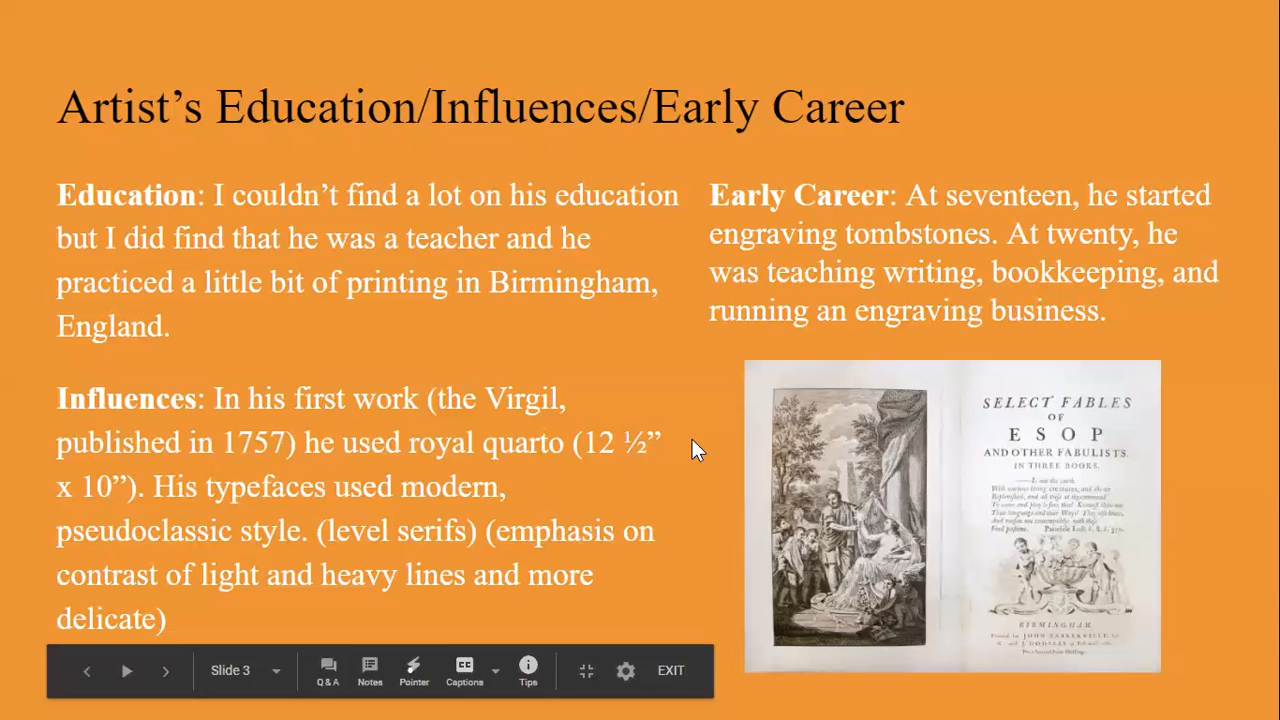 Artist’s Education/Influences/Early Career
Education: I couldn’t find a lot on his education
but I did find that he was a teacher and he
practiced a little bit of printing in Birmingham,
England.
Influences: In his first work (the Virgil,
published in 1757) he used royal quarto (12 ½”
x 10”). His typefaces used modern,
pseudoclassic style. (level serifs) (emphasis on
contrast of light and heavy lines and more
delicate)
Early Career: At seventeen, he started
engraving tombstones. At twenty, he
was teaching writing, bookkeeping, and
running an engraving business.
SELECT FABLES
OF
ESOP
AND OTHER FABULISTS.
IN THREE BOOKS.
BIRMINGHAM,
Printed by JOHN BASKERVILLE, for
Slide 3
Q & A
Notes
Pointer
Captions
Tips
EXIT